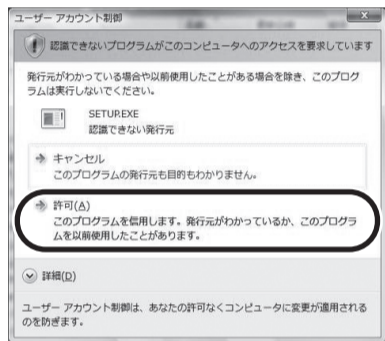 ユーザー アカウント制御
認識できないプログラムがこのコンピュータへのアクセスを要求しています
発行元がわかっている場合や以前使用したことがある場合を除き、このプログ
ラムは実行しないでください。
SETUP.EXE
認識できない発行元
キャンセル
このプログラムの発行元も目的もわかりません。
許可(A)
このプログラムを信用します。発行元がわかっているか、このプログラ
ムを以前使用したことがあります。
詳細(D)
ユーザー アカウント制御は、あなたの許可なくコンピュータに変更が適用される
のを防ぎます。